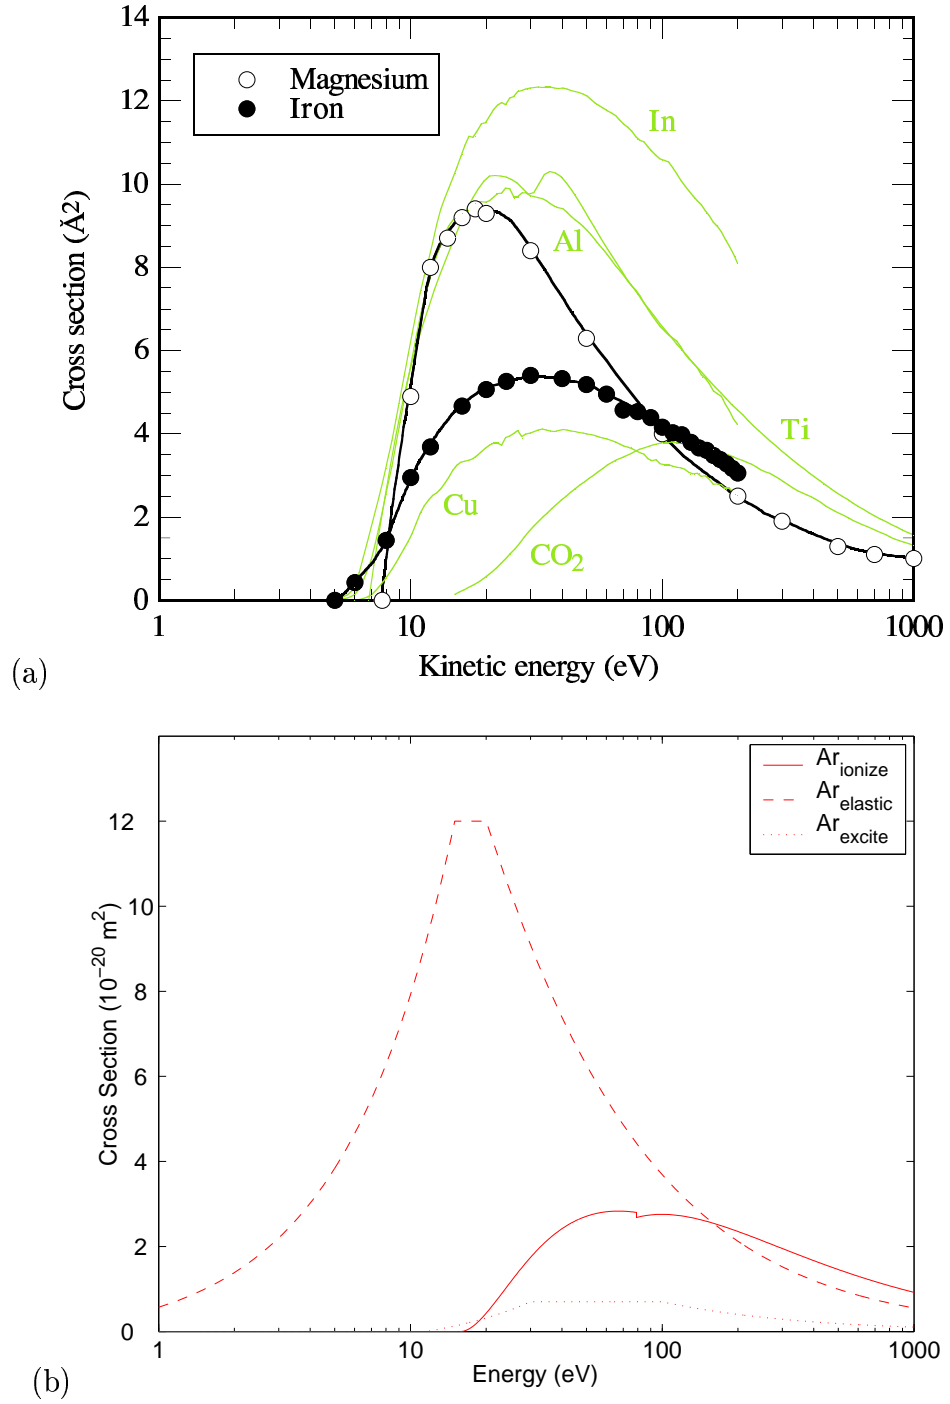 14
12
10
8
6
4
2
0
Cross section (Å²)
Magnesium
Iron
In
Al
Ti
Cu
CO₂
1 10 100 1000
Kinetic energy (eV)
(a)
12
10
8
6
4
2
0
Cross Section (10⁻²⁰ m²)
Ar_ionize
Ar_elastic
Ar_excite
1 10 100 1000
Energy (eV)
(b)